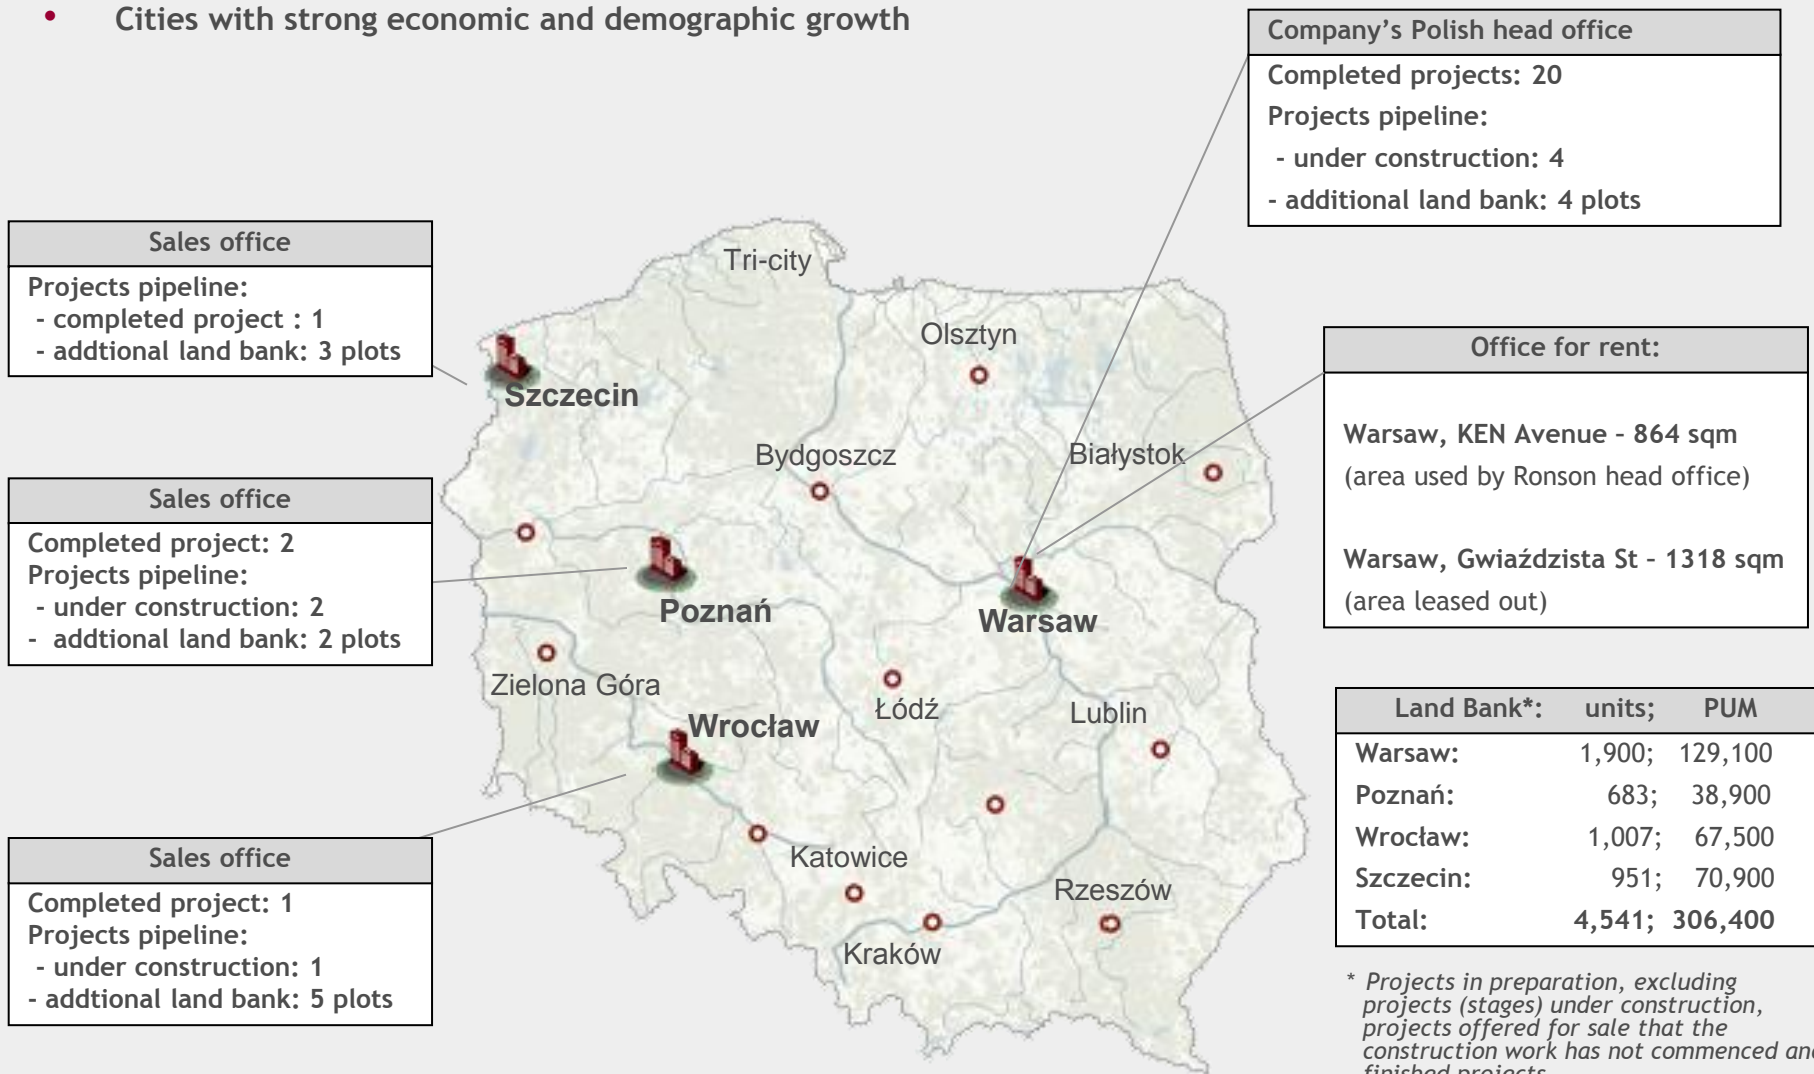 • Cities with strong economic and demographic growth
Company’s Polish head office
Completed projects: 20
Projects pipeline:
- under construction: 4
- additional land bank: 4 plots
Sales office
Projects pipeline:
- completed project : 1
- addtional land bank: 3 plots
Sales office
Completed project: 2
Projects pipeline:
- under construction: 2
- addtional land bank: 2 plots
Sales office
Completed project: 1
Projects pipeline:
- under construction: 1
- addtional land bank: 5 plots
Tri-city
Olsztyn
Szczecin
Bydgoszcz
Białystok
Poznań
Warsaw
Zielona Góra
Łódź
Lublin
Wrocław
Katowice
Rzeszów
Kraków
Office for rent:
Warsaw, KEN Avenue – 864 sqm
(area used by Ronson head office)
Warsaw, Gwiaździsta St – 1318 sqm
(area leased out)
Land Bank*: units; PUM
Warsaw: 1,900; 129,100
Poznań: 683; 38,900
Wrocław: 1,007; 67,500
Szczecin: 951; 70,900
Total: 4,541; 306,400
* Projects in preparation, excluding
projects (stages) under construction,
projects offered for sale that the
construction work has not commenced and
finished projects